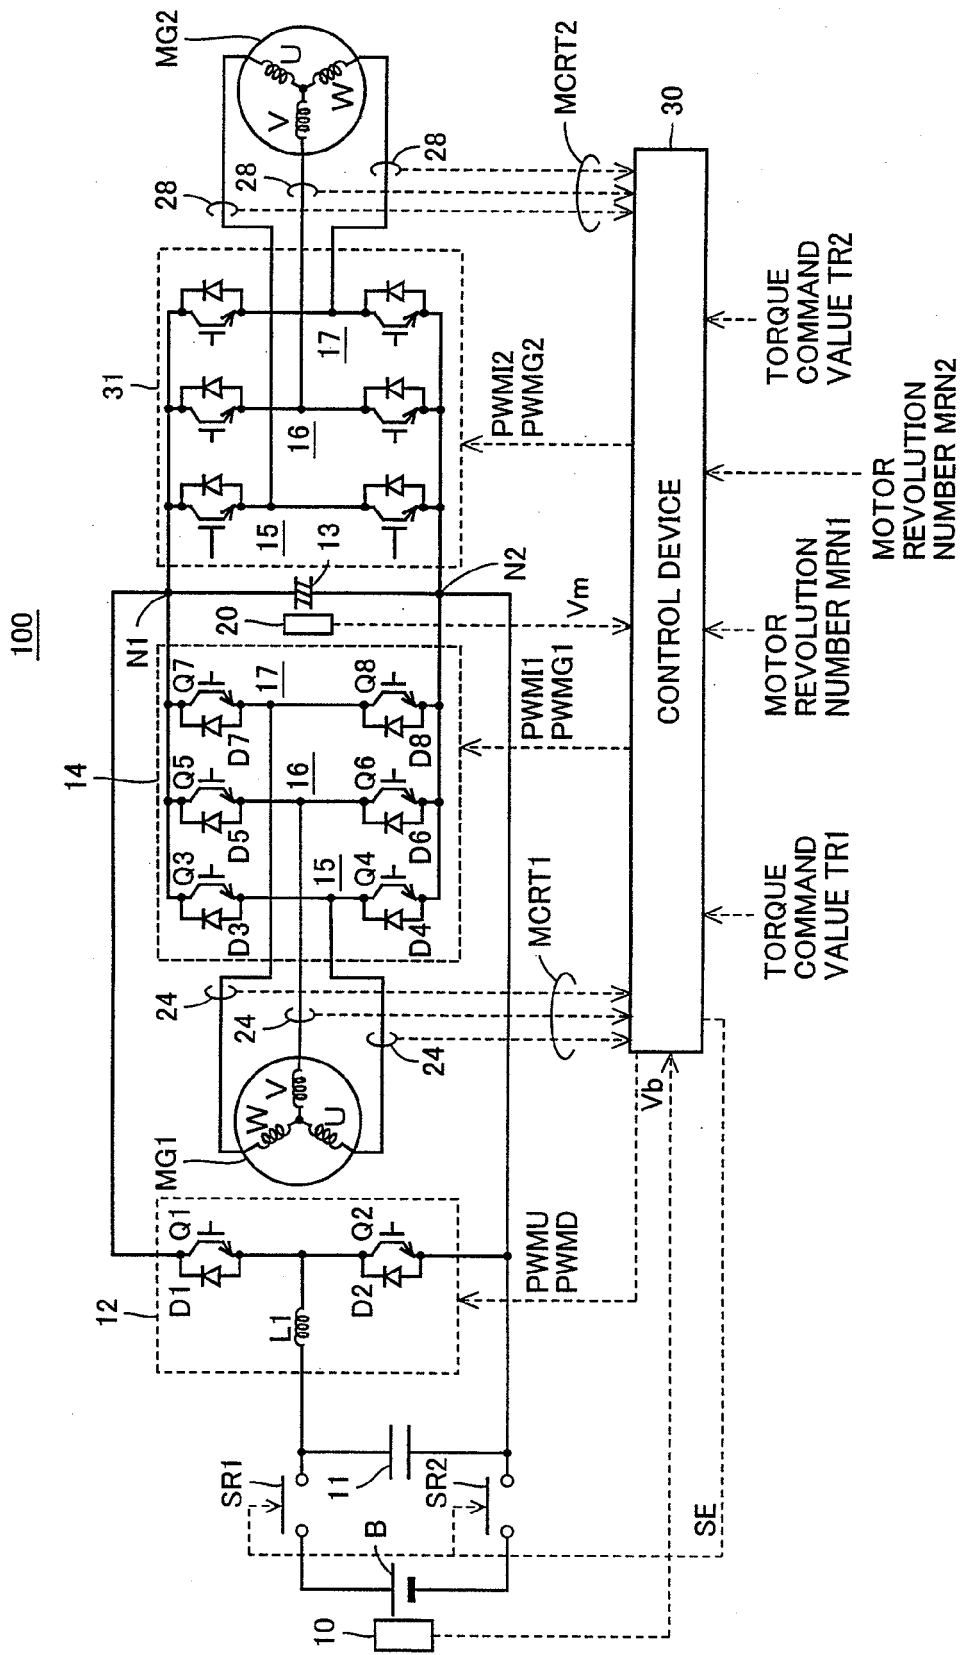 100
MG2
U
V
W
28
28
28
MCRT2
31
15
16
17
N1
20
13
N2
Vm
PWMI2
PWMG2
30
CONTROL DEVICE
TORQUE
COMMAND
VALUE TR2
MOTOR
REVOLUTION
NUMBER MRN2
MOTOR
REVOLUTION
NUMBER MRN1
TORQUE
COMMAND
VALUE TR1
14
Q3
Q5
Q7
D3
D5
D7
15
16
17
Q4
Q6
Q8
D4
D6
D8
PWMI1
PWMG1
MCRT1
24
24
24
MG1
W
V
U
12
D1
Q1
L1
D2
Q2
PWMU
PWMD
Vb
SR1
11
SR2
B
10
SE